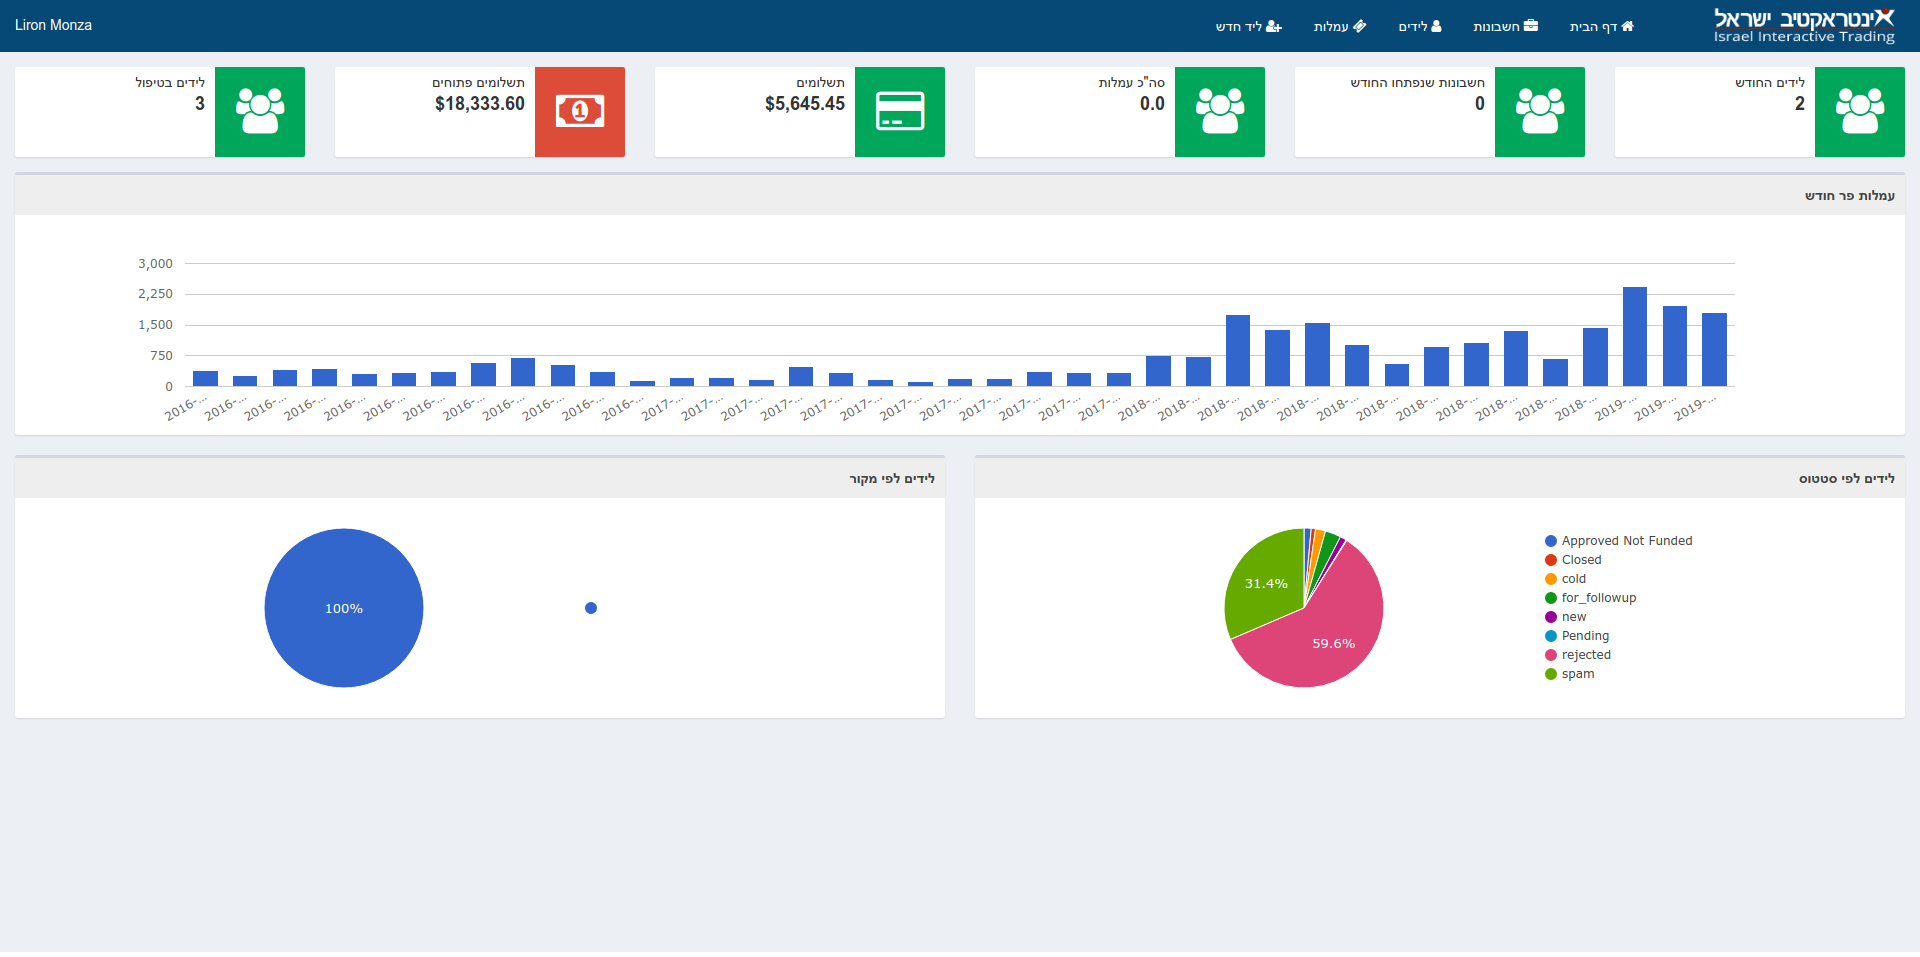 ינטראקטיב ישראל
Israel Interactive Trading
דף הבית
חשבונות
לידים
עמלות
ליד חדש
Liron Monza
לידים החודש
2
חשבונות שנפתחו החודש
0
סה"כ עמלות
0.0
תשלומים
$5,645.45
תשלומים פתוחים
$18,333.60
לידים בטיפול
3
עמלות פר חודש
3,000
2,250
1,500
750
0
2016-...
2016-...
2016-...
2016-...
2016-...
2016-...
2016-...
2016-...
2016-...
2016-...
2016-...
2016-...
2017-...
2017-...
2017-...
2017-...
2017-...
2017-...
2017-...
2017-...
2017-...
2017-...
2017-...
2017-...
2018-...
2018-...
2018-...
2018-...
2018-...
2018-...
2018-...
2018-...
2018-...
2018-...
2018-...
2018-...
2019-...
2019-...
2019-...
לידים לפי סטטוס
31.4%
59.6%
Approved Not Funded
Closed
cold
for_followup
new
Pending
rejected
spam
לידים לפי מקור
100%